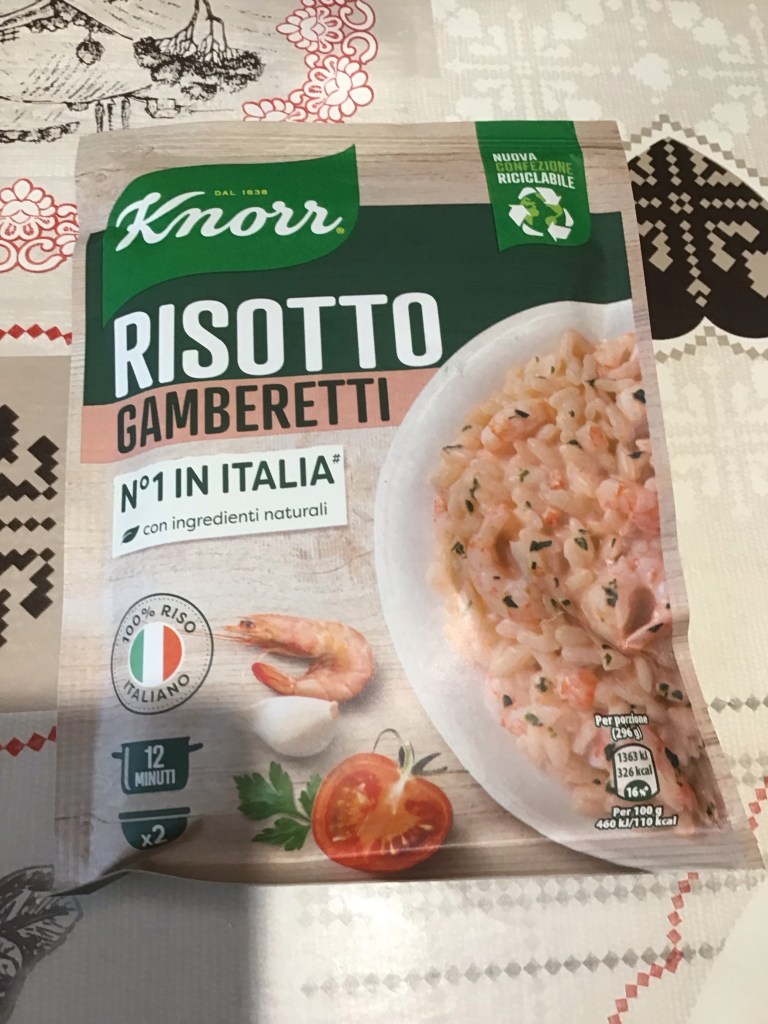 DAL 1838
Knorr®
NUOVA
CONFEZIONE
RICICLABILE
RISOTTO
GAMBERETTI
Nº1 IN ITALIA#
con ingredienti naturali
100% RISO
ITALIANO
12
MINUTI
x2
Per porzione
(296 g)
1363 kJ
326 kcal
16%*
Per 100 g
460 kJ/110 kcal